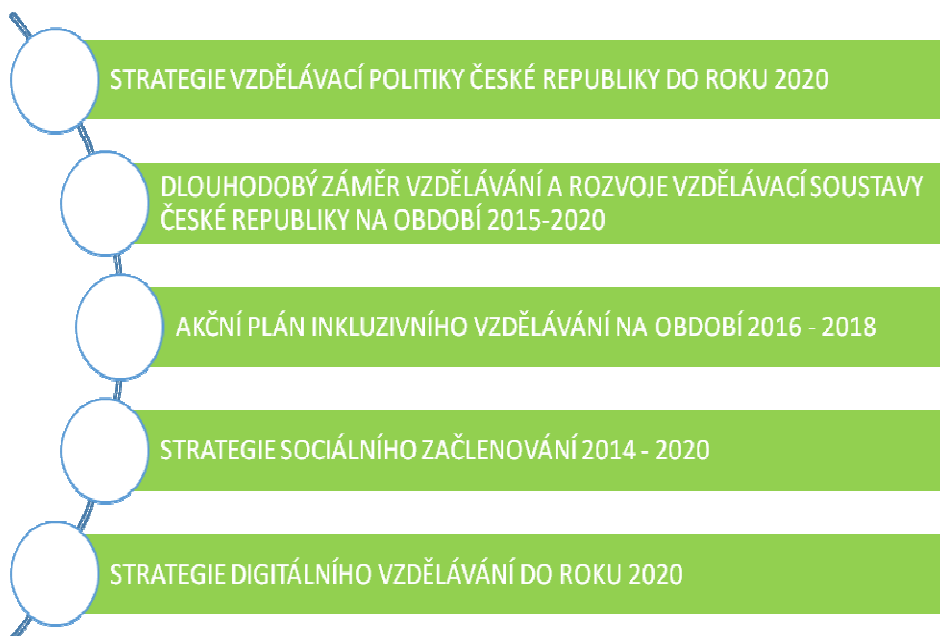 STRATEGIE VZDĚLÁVACÍ POLITIKY ČESKÉ REPUBLIKY DO ROKU 2020
DLOUHODOBÝ ZÁMĚR VZDĚLÁVÁNÍ A ROZVOJE VZDĚLÁVACÍ SOUSTAVY
ČESKÉ REPUBLIKY NA OBDOBÍ 2015-2020
AKČNÍ PLÁN INKLUZIVNÍHO VZDĚLÁVÁNÍ NA OBDOBÍ 2016 - 2018
STRATEGIE SOCIÁLNÍHO ZAČLENOVÁNÍ 2014 - 2020
STRATEGIE DIGITÁLNÍHO VZDĚLÁVÁNÍ DO ROKU 2020